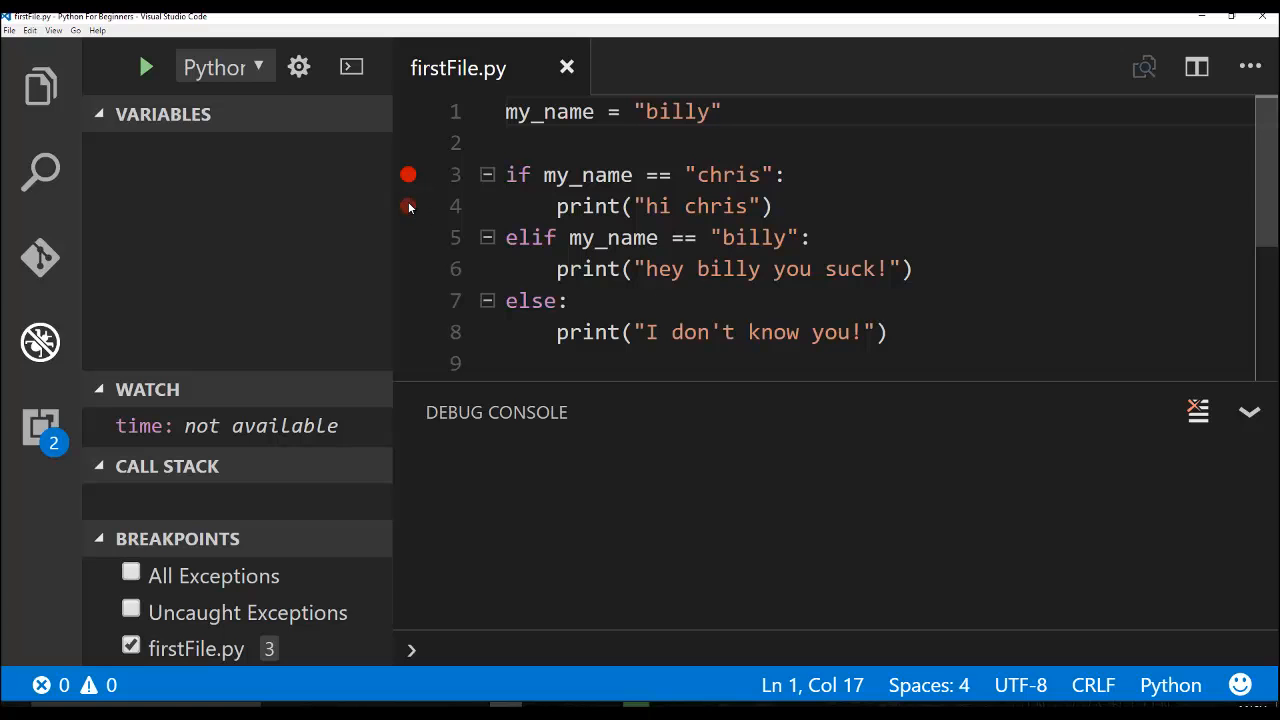 firstFile.py - Python For Beginners - Visual Studio Code
File Edit View Go Help
Python
firstFile.py
VARIABLES
1 my_name = "billy"
2
3 if my_name == "chris":
4 print("hi chris")
5 elif my_name == "billy":
6 print("hey billy you suck!")
7 else:
8 print("I don't know you!")
9
WATCH
time: not available
CALL STACK
BREAKPOINTS
All Exceptions
Uncaught Exceptions
firstFile.py 3
DEBUG CONSOLE
2
0 0
Ln 1, Col 17 Spaces: 4 UTF-8 CRLF Python